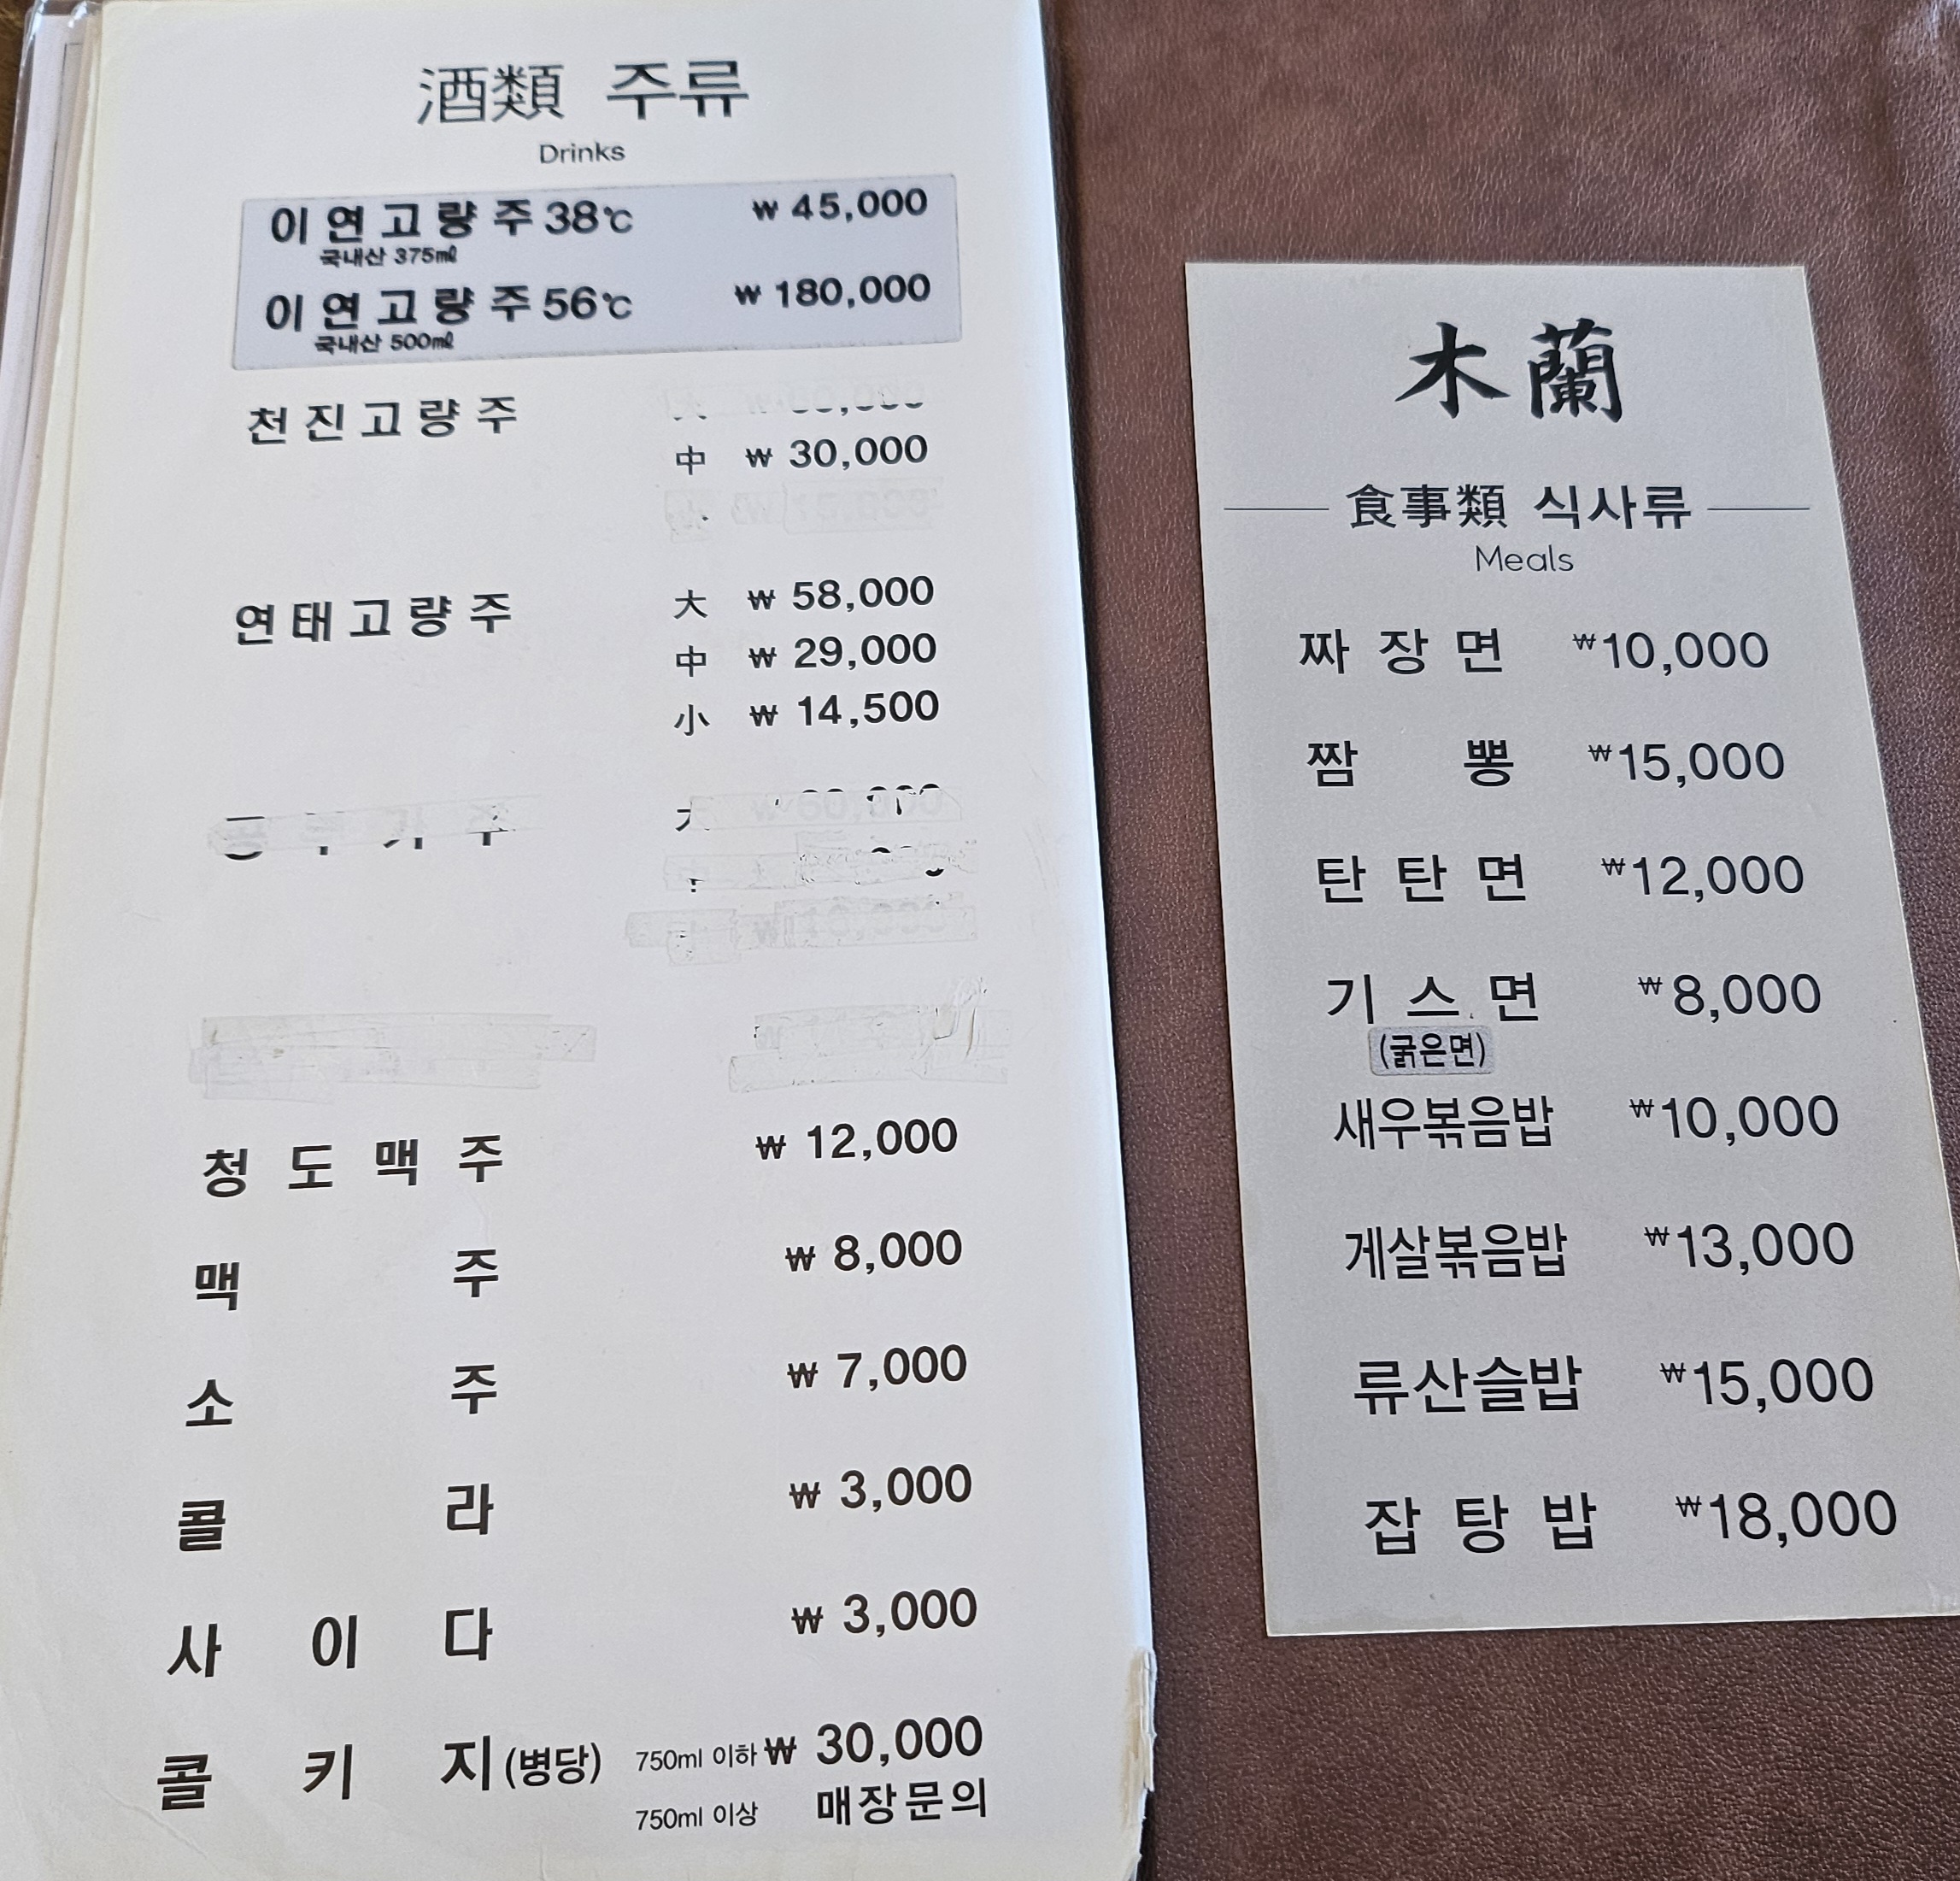 酒類 주류
Drinks
이연고량주38℃ ₩ 45,000
국내산 375㎖
이연고량주56℃ ₩ 180,000
국내산 500㎖
천진고량주
中 ₩ 30,000
연태고량주 大 ₩ 58,000
中 ₩ 29,000
小 ₩ 14,500
청도맥주 ₩ 12,000
맥주 ₩ 8,000
소주 ₩ 7,000
콜라 ₩ 3,000
사이다 ₩ 3,000
콜키지(병당) 750ml 이하 ₩ 30,000
750ml 이상 매장문의
木蘭
食事類 식사류
Meals
짜장면 ₩10,000
짬뽕 ₩15,000
탄탄면 ₩12,000
기스면 ₩8,000
(굵은면)
새우볶음밥 ₩10,000
게살볶음밥 ₩13,000
류산슬밥 ₩15,000
잡탕밥 ₩18,000